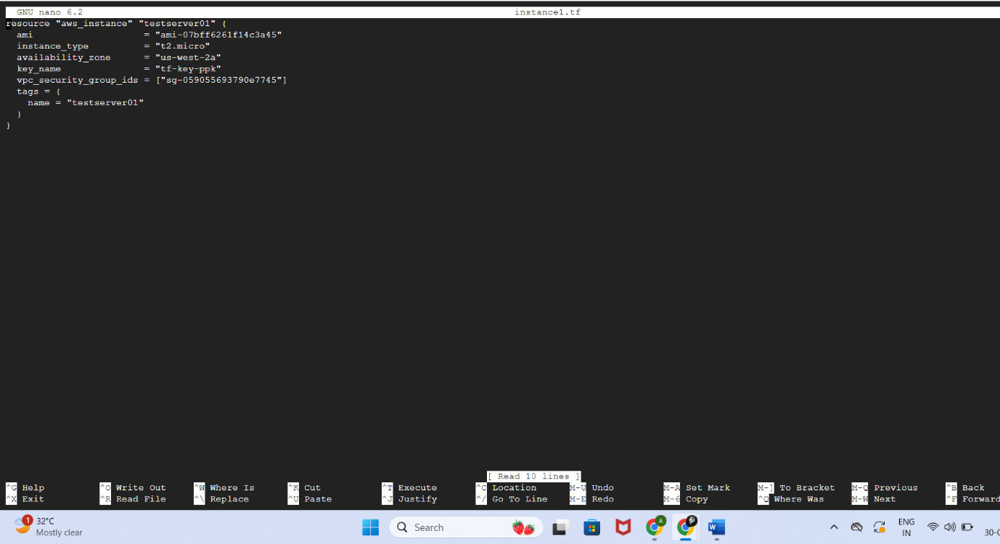 GNU nano 6.2 instance1.tf
resource "aws_instance" "testserver01" {
  ami                    = "ami-07bff6261f14c3a45"
  instance_type          = "t2.micro"
  availability_zone      = "us-west-2a"
  key_name               = "tf-key-ppk"
  vpc_security_group_ids = ["sg-059055693790e7745"]
  tags = {
    name = "testserver01"
  }
}
[ Read 10 lines ]
^G Help ^O Write Out ^W Where Is ^K Cut ^T Execute ^C Location M-U Undo M-A Set Mark M-] To Bracket M-Q Previous ^B Back
^X Exit ^R Read File ^\ Replace ^U Paste ^J Justify ^/ Go To Line M-E Redo M-6 Copy ^Q Where Was M-W Next ^F Forward
1 32°C
Mostly clear
Search
A
W
ENG
IN
30-0